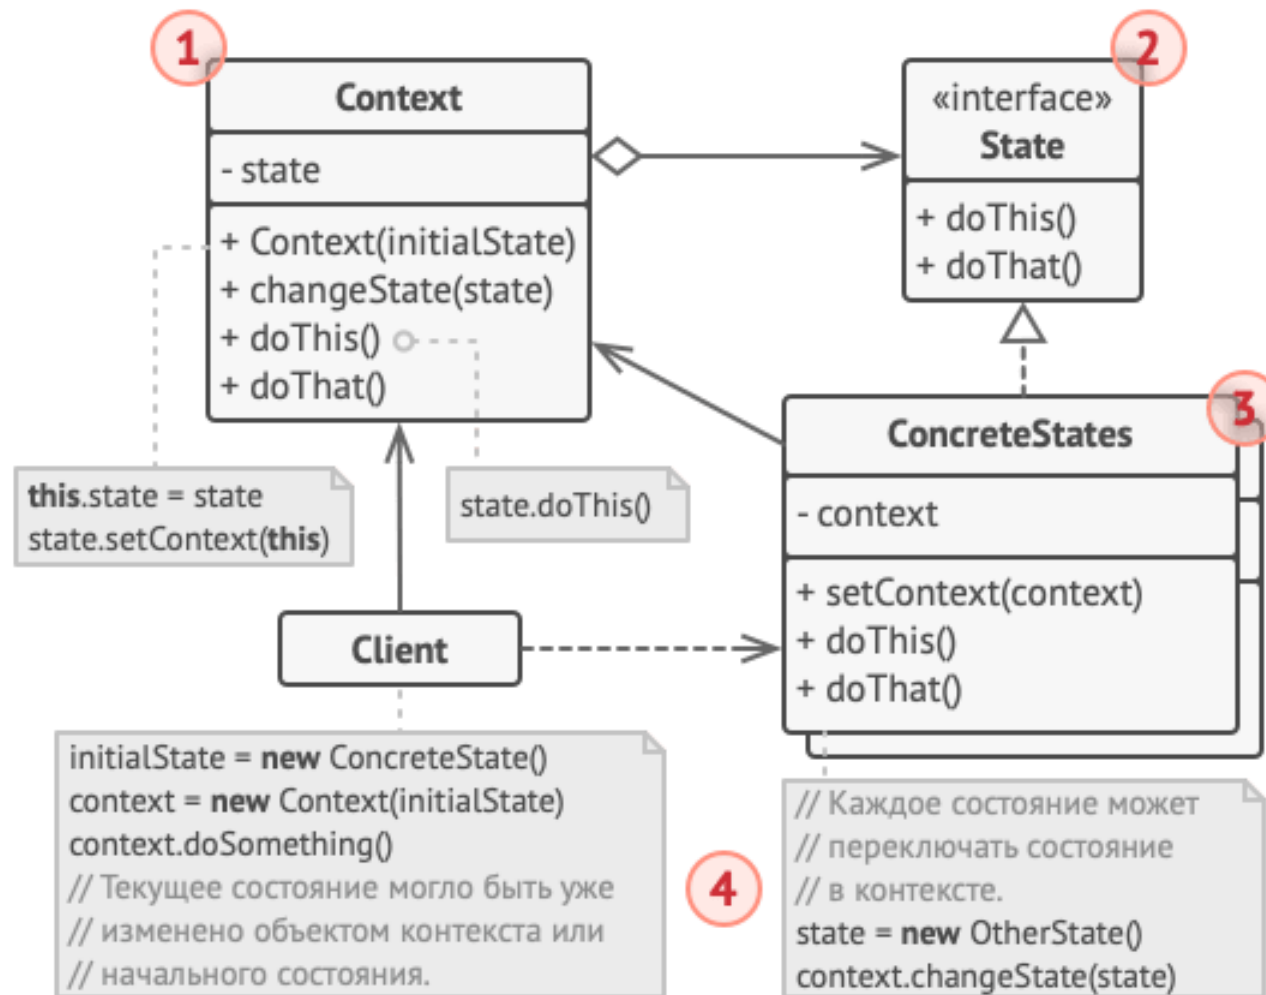 1
Context
- state
+ Context(initialState)
+ changeState(state)
+ doThis()
+ doThat()
2
«interface»
State
+ doThis()
+ doThat()
this.state = state
state.setContext(this)
state.doThis()
3
ConcreteStates
- context
+ setContext(context)
+ doThis()
+ doThat()
Client
initialState = new ConcreteState()
context = new Context(initialState)
context.doSomething()
// Текущее состояние могло быть уже
// изменено объектом контекста или
// начального состояния.
4
// Каждое состояние может
// переключать состояние
// в контексте.
state = new OtherState()
context.changeState(state)